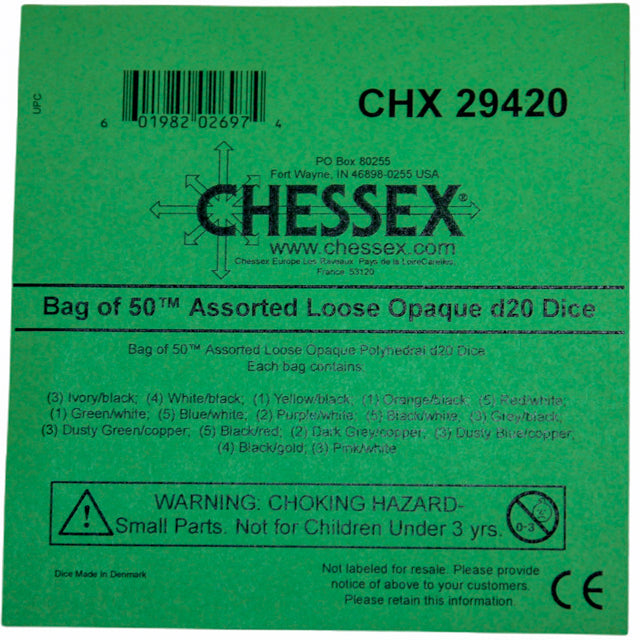 UPC
6 01982 02697 4
CHX 29420
PO Box 80255
Fort Wayne, IN 46898-0255 USA
CHESSEX®
www.chessex.com
Chessex Europe Les Raveaux Pays de la Loire
France 53120
Bag of 50™ Assorted Loose Opaque d20 Dice
Bag of 50™ Assorted Loose Opaque Polyhedral d20 Dice
Each bag contains:
(3) Ivory/black; (4) White/black; (1) Yellow/black; (1) Orange/black; (5) Red/white;
(1) Green/white; (5) Blue/white; (2) Purple/white; (5) Black/white; (3) Grey/black;
(3) Dusty Green/copper; (5) Black/red; (2) Dark Grey/copper; (3) Dusty Blue/copper;
(4) Black/gold; (3) Pink/white
WARNING: CHOKING HAZARD-
Small Parts. Not for Children Under 3 yrs.
0-3
Dice Made In Denmark
Not labeled for resale. Please provide
notice of above to your customers.
Please retain this information.
CE